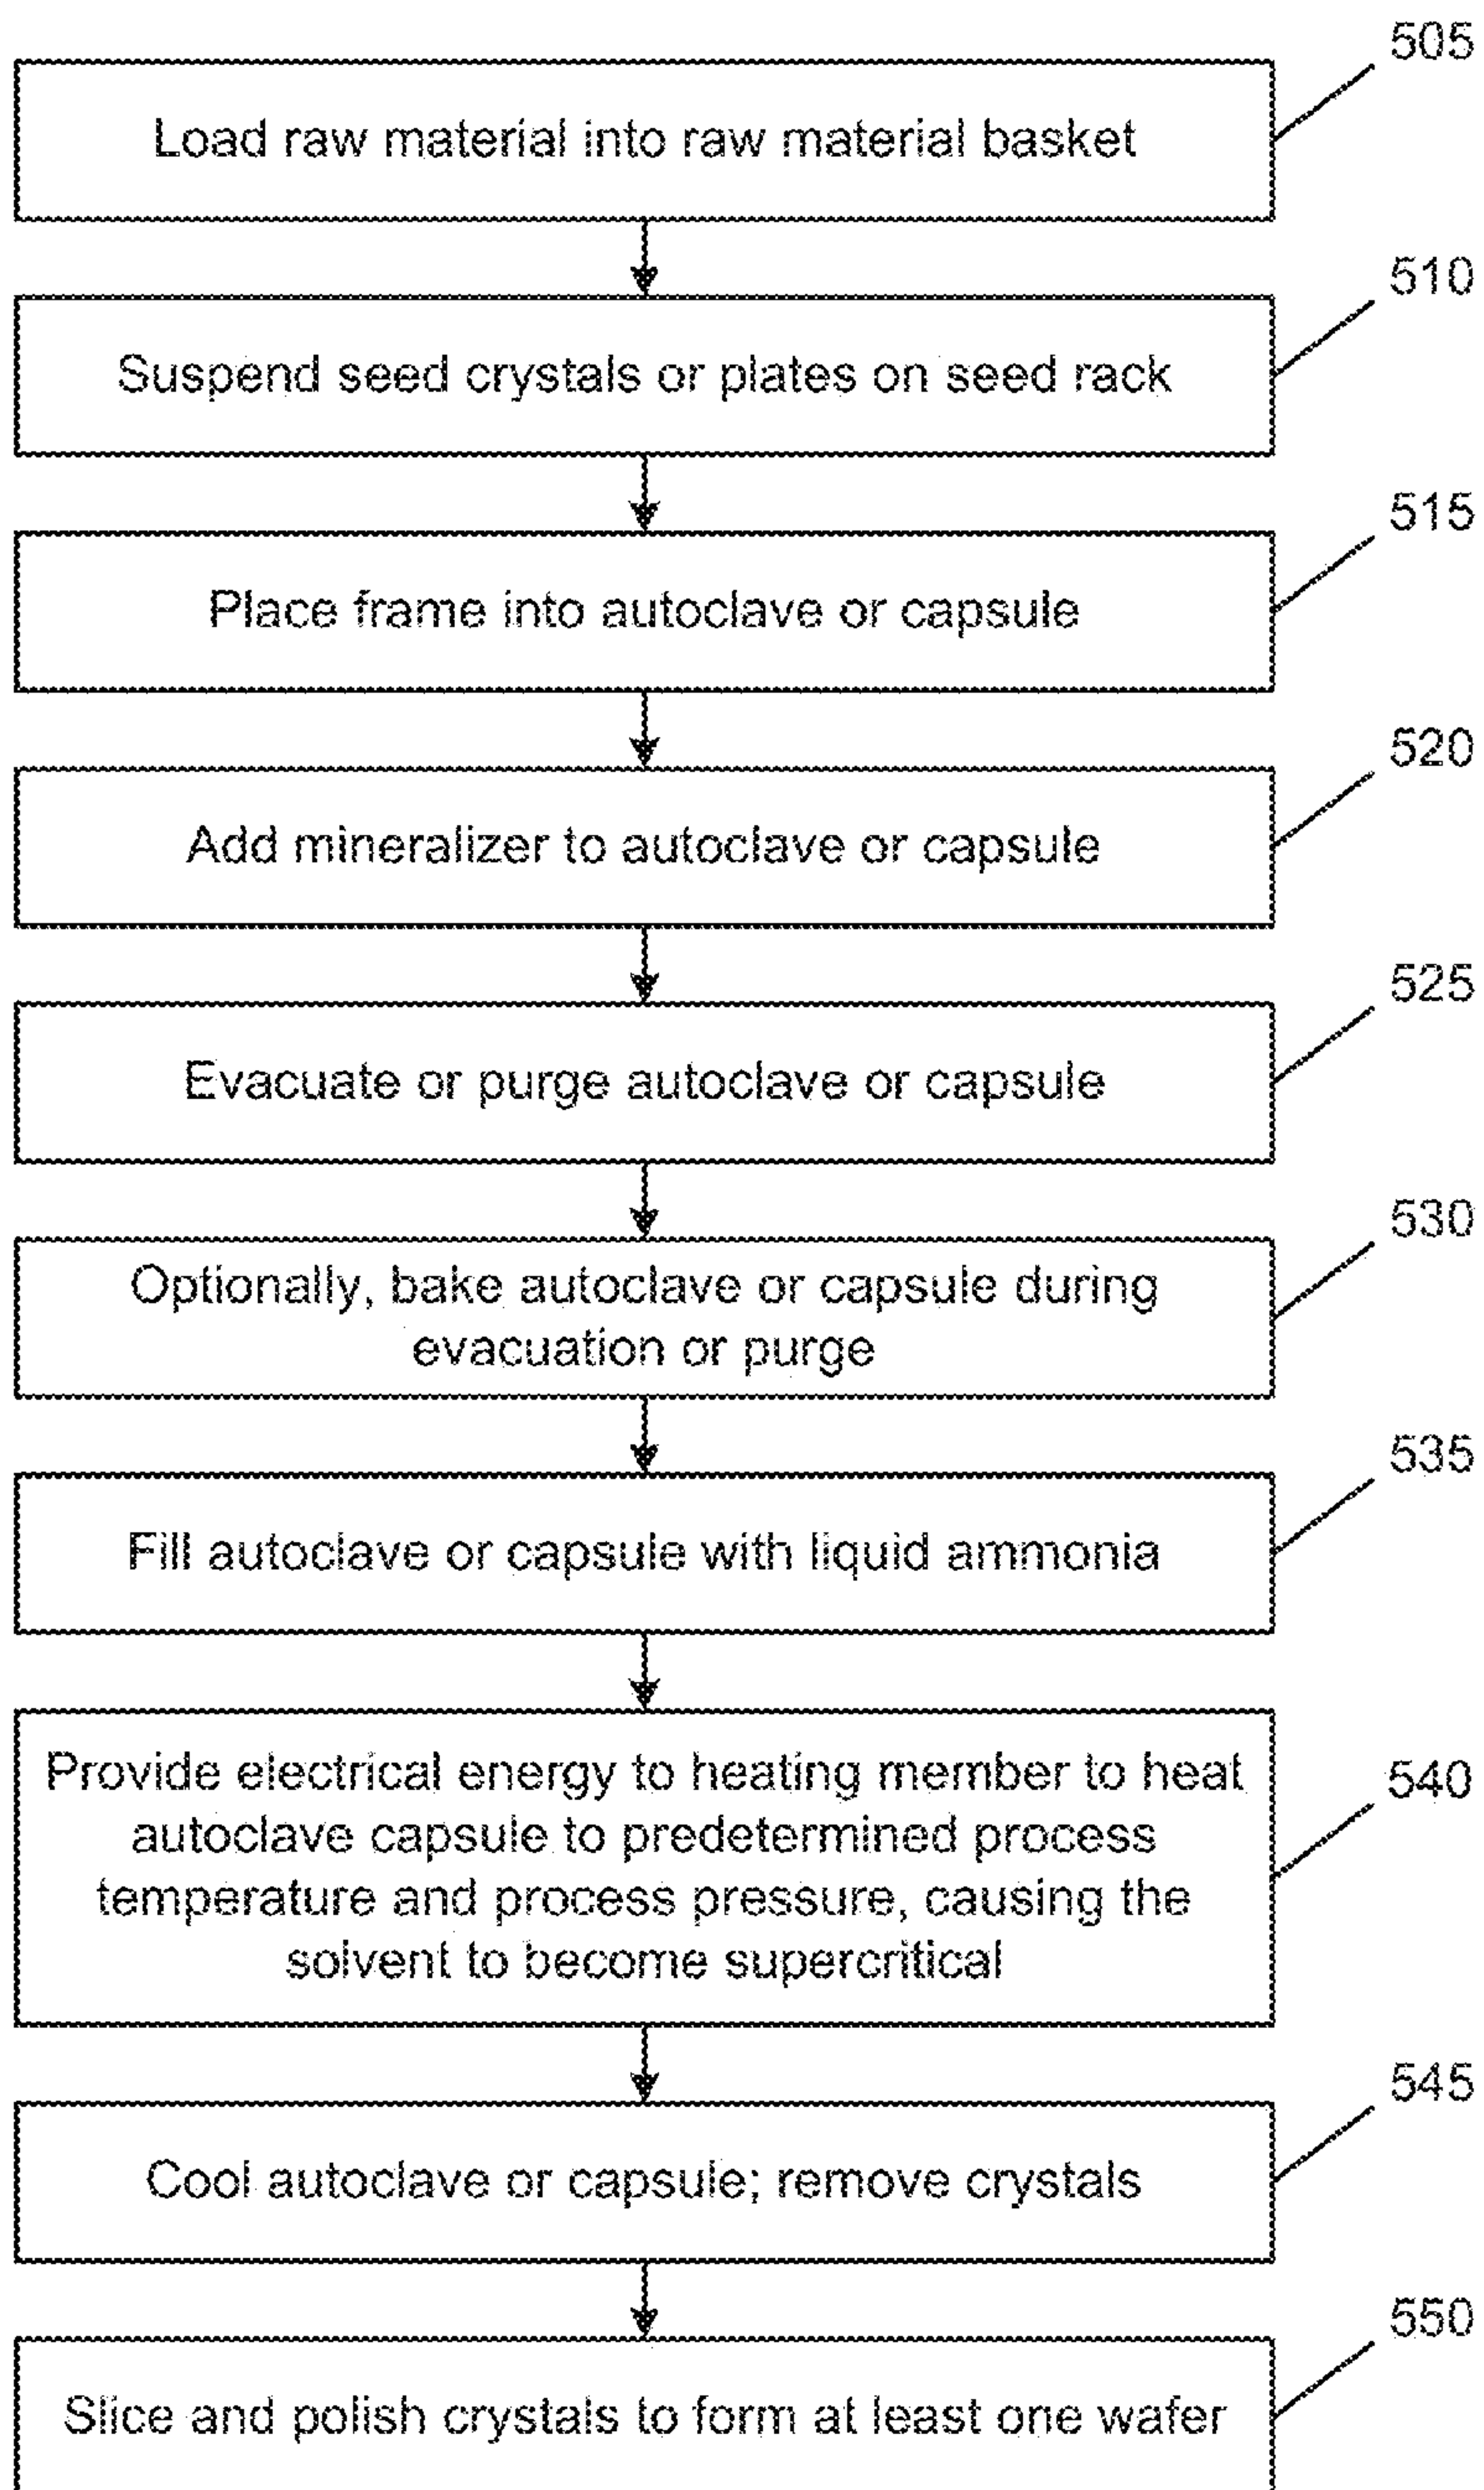 505
Load raw material into raw material basket
510
Suspend seed crystals or plates on seed rack
515
Place frame into autoclave or capsule
520
Add mineralizer to autoclave or capsule
525
Evacuate or purge autoclave or capsule
530
Optionally, bake autoclave or capsule during
evacuation or purge
535
Fill autoclave or capsule with liquid ammonia
540
Provide electrical energy to heating member to heat
autoclave capsule to predetermined process
temperature and process pressure, causing the
solvent to become supercritical
545
Cool autoclave or capsule; remove crystals
550
Slice and polish crystals to form at least one wafer